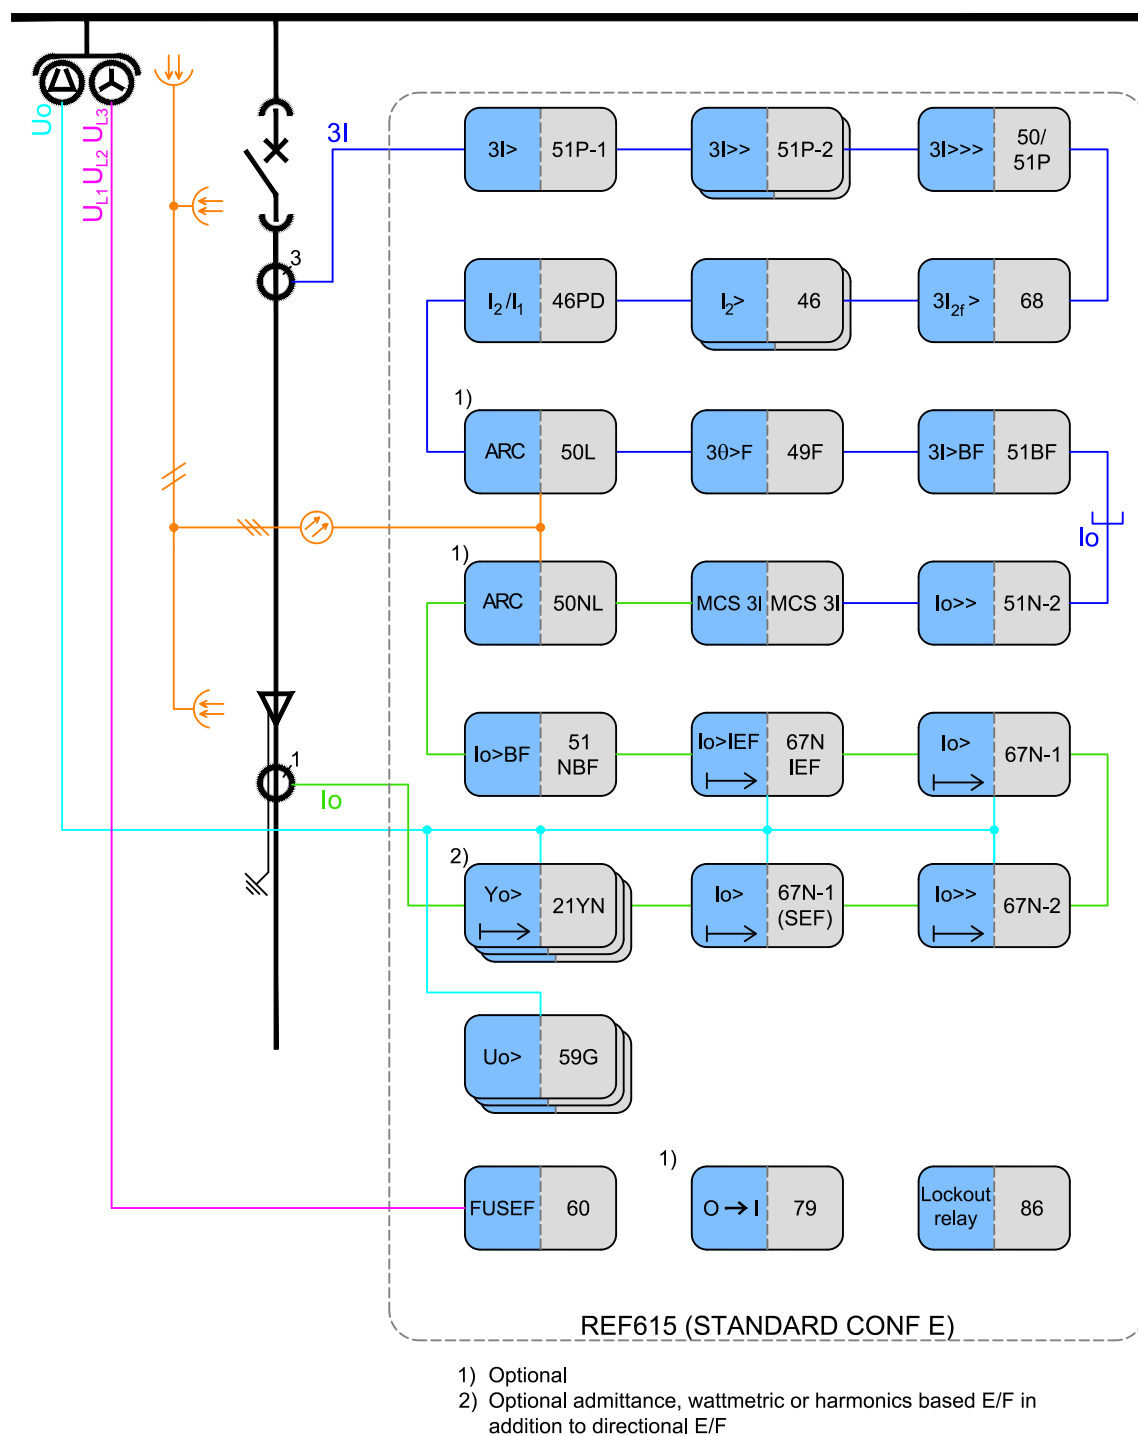 Uo
UL1 UL2 UL3
3I
3
3I> 51P-1
3I>> 51P-2
3I>>> 50/
51P
I2/I1 46PD
I2> 46
3I2f> 68
1)
ARC 50L
3θ>F 49F
3I>BF 51BF
Io
1)
ARC 50NL
MCS 3I MCS 3I
Io>> 51N-2
Io>BF 51
NBF
Io>IEF 67N
IEF
Io> 67N-1
1
Io
2)
Yo> 21YN
Io> 67N-1
(SEF)
Io>> 67N-2
Uo> 59G
FUSEF 60
1)
O → I 79
Lockout
relay 86
REF615 (STANDARD CONF E)
1) Optional
2) Optional admittance, wattmetric or harmonics based E/F in
addition to directional E/F